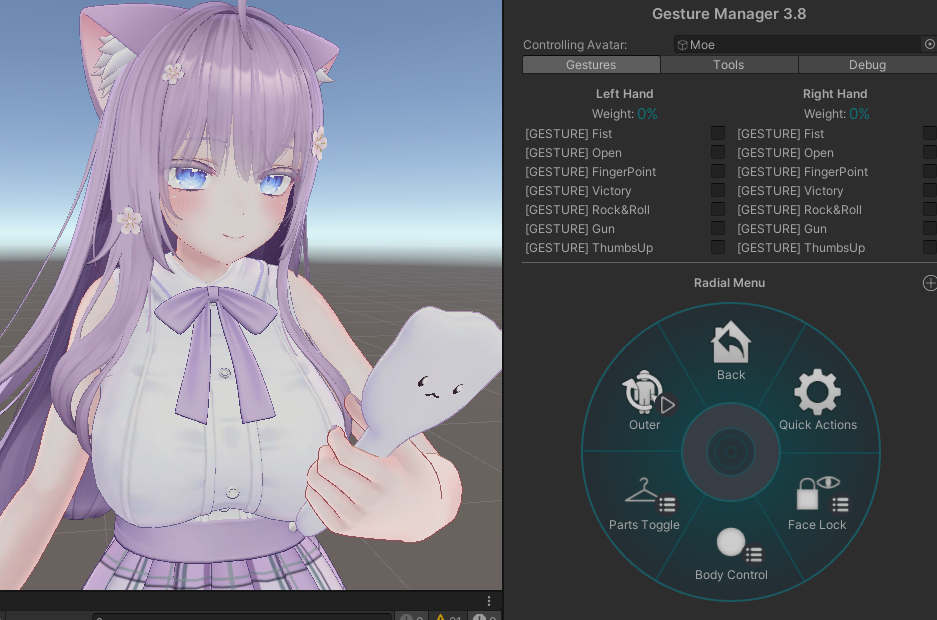 Gesture Manager 3.8
Controlling Avatar: Moe
Gestures Tools Debug
Left Hand Right Hand
Weight: 0% Weight: 0%
[GESTURE] Fist [GESTURE] Fist
[GESTURE] Open [GESTURE] Open
[GESTURE] FingerPoint [GESTURE] FingerPoint
[GESTURE] Victory [GESTURE] Victory
[GESTURE] Rock&Roll [GESTURE] Rock&Roll
[GESTURE] Gun [GESTURE] Gun
[GESTURE] ThumbsUp [GESTURE] ThumbsUp
Radial Menu
Back
Outer Quick Actions
Parts Toggle Face Lock
Body Control